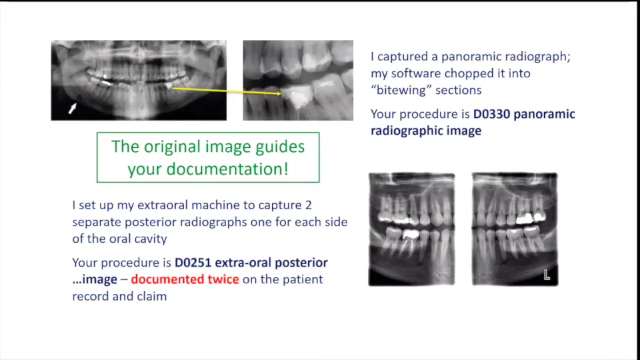 I captured a panoramic radiograph;
my software chopped it into
“bitewing” sections
Your procedure is D0330 panoramic
radiographic image
The original image guides
your documentation!
I set up my extraoral machine to capture 2
separate posterior radiographs one for each side
of the oral cavity
Your procedure is D0251 extra-oral posterior
…image – documented twice on the patient
record and claim
L